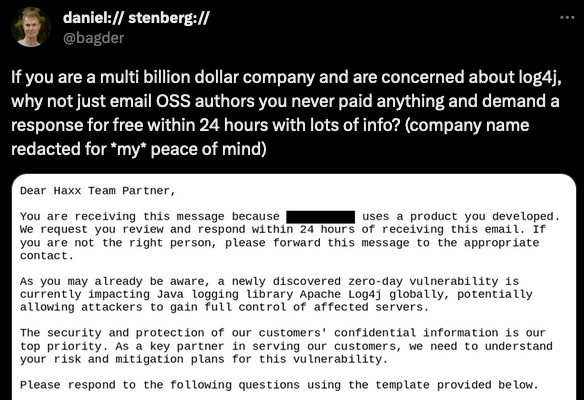 daniel:// stenberg://
@bagder
If you are a multi billion dollar company and are concerned about log4j,
why not just email OSS authors you never paid anything and demand a
response for free within 24 hours with lots of info? (company name
redacted for *my* peace of mind)
Dear Haxx Team Partner,
You are receiving this message because uses a product you developed.
We request you review and respond within 24 hours of receiving this email. If
you are not the right person, please forward this message to the appropriate
contact.
As you may already be aware, a newly discovered zero-day vulnerability is
currently impacting Java logging library Apache Log4j globally, potentially
allowing attackers to gain full control of affected servers.
The security and protection of our customers' confidential information is our
top priority. As a key partner in serving our customers, we need to understand
your risk and mitigation plans for this vulnerability.
Please respond to the following questions using the template provided below.